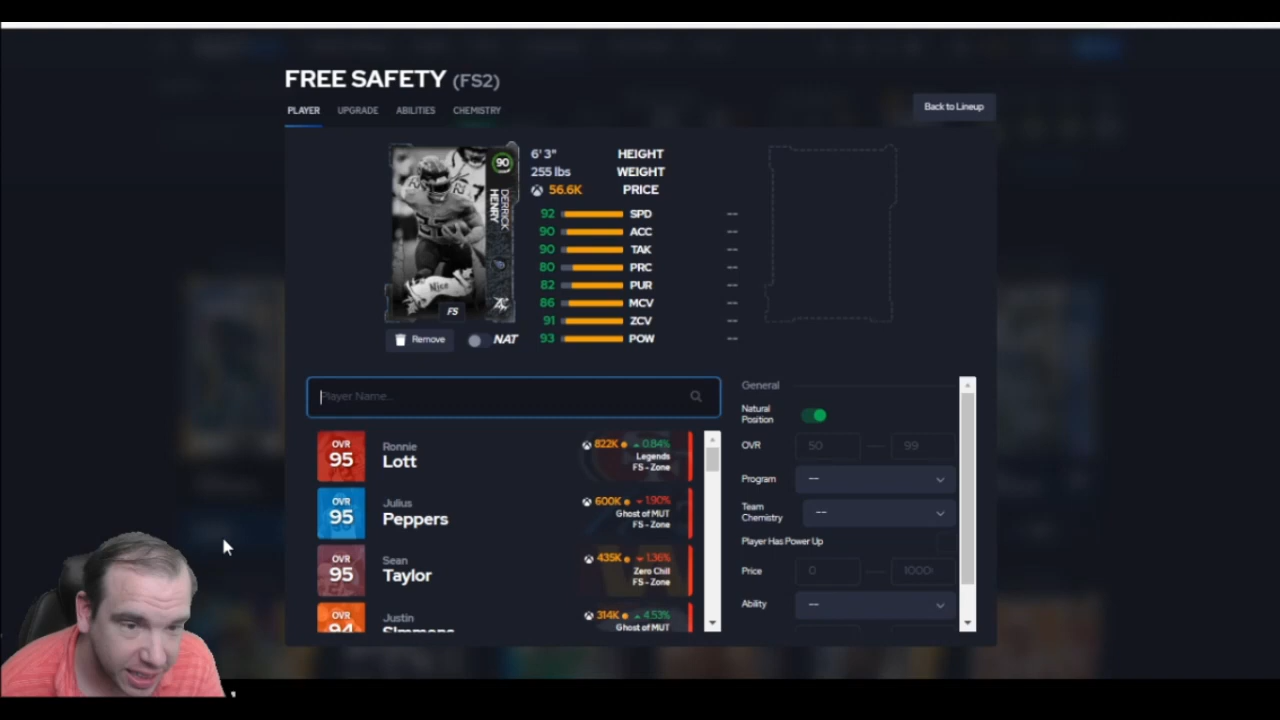 FREE SAFETY (FS2)
PLAYER UPGRADE ABILITIES CHEMISTRY
Back to Lineup
90
DERRICK HENRY
Nice
FS
6' 3" HEIGHT
255 lbs WEIGHT
56.6K PRICE
92 SPD --
90 ACC --
90 TAK --
80 PRC --
82 PUR --
86 MCV --
91 ZCV --
93 POW --
Remove NAT
Player Name...
OVR 95 Ronnie Lott 822K 0.84% Legends FS - Zone
OVR 95 Julius Peppers 600K 1.90% Ghost of MUT FS - Zone
OVR 95 Sean Taylor 435K 1.36% Zero Chill FS - Zone
OVR 94 Justin Simmons 314K 4.53% Ghost of MUT
General
Natural Position
OVR 50 99
Program --
Team Chemistry --
Player Has Power Up
Price 0 1000
Ability --